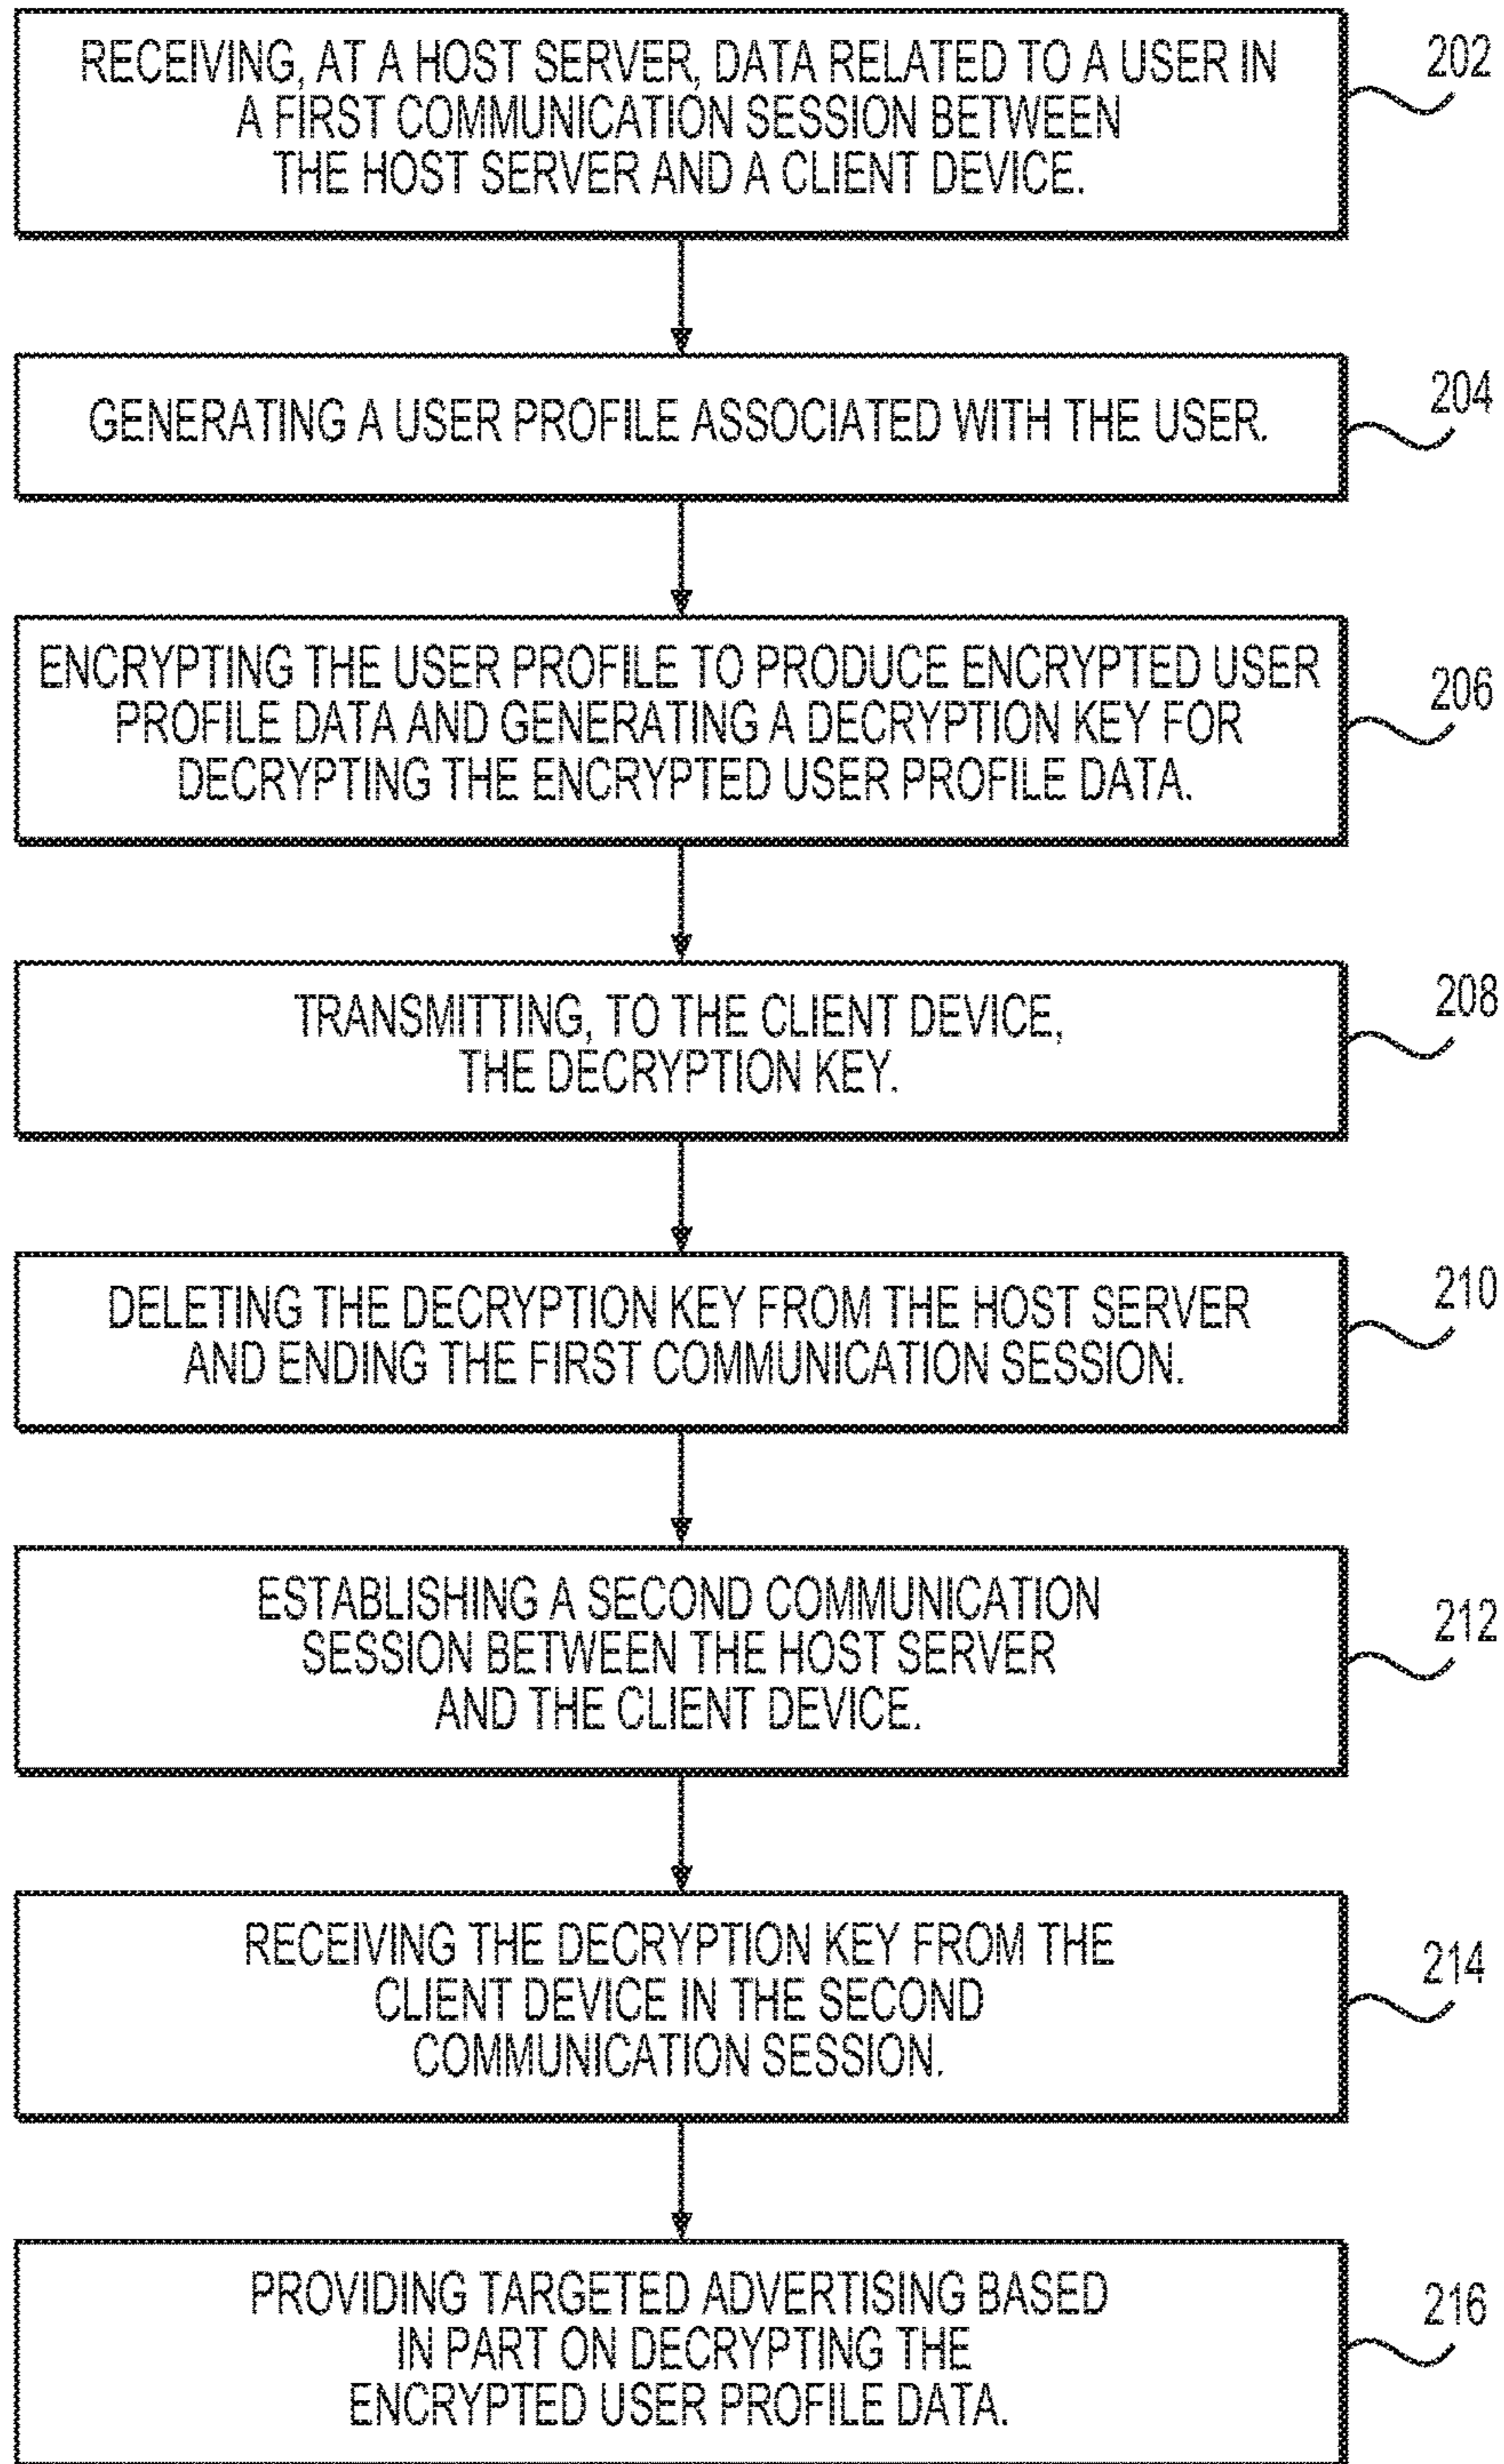 RECEIVING, AT A HOST SERVER, DATA RELATED TO A USER IN
A FIRST COMMUNICATION SESSION BETWEEN
THE HOST SERVER AND A CLIENT DEVICE.
202
GENERATING A USER PROFILE ASSOCIATED WITH THE USER.
204
ENCRYPTING THE USER PROFILE TO PRODUCE ENCRYPTED USER
PROFILE DATA AND GENERATING A DECRYPTION KEY FOR
DECRYPTING THE ENCRYPTED USER PROFILE DATA.
206
TRANSMITTING, TO THE CLIENT DEVICE,
THE DECRYPTION KEY.
208
DELETING THE DECRYPTION KEY FROM THE HOST SERVER
AND ENDING THE FIRST COMMUNICATION SESSION.
210
ESTABLISHING A SECOND COMMUNICATION
SESSION BETWEEN THE HOST SERVER
AND THE CLIENT DEVICE.
212
RECEIVING THE DECRYPTION KEY FROM THE
CLIENT DEVICE IN THE SECOND
COMMUNICATION SESSION.
214
PROVIDING TARGETED ADVERTISING BASED
IN PART ON DECRYPTING THE
ENCRYPTED USER PROFILE DATA.
216